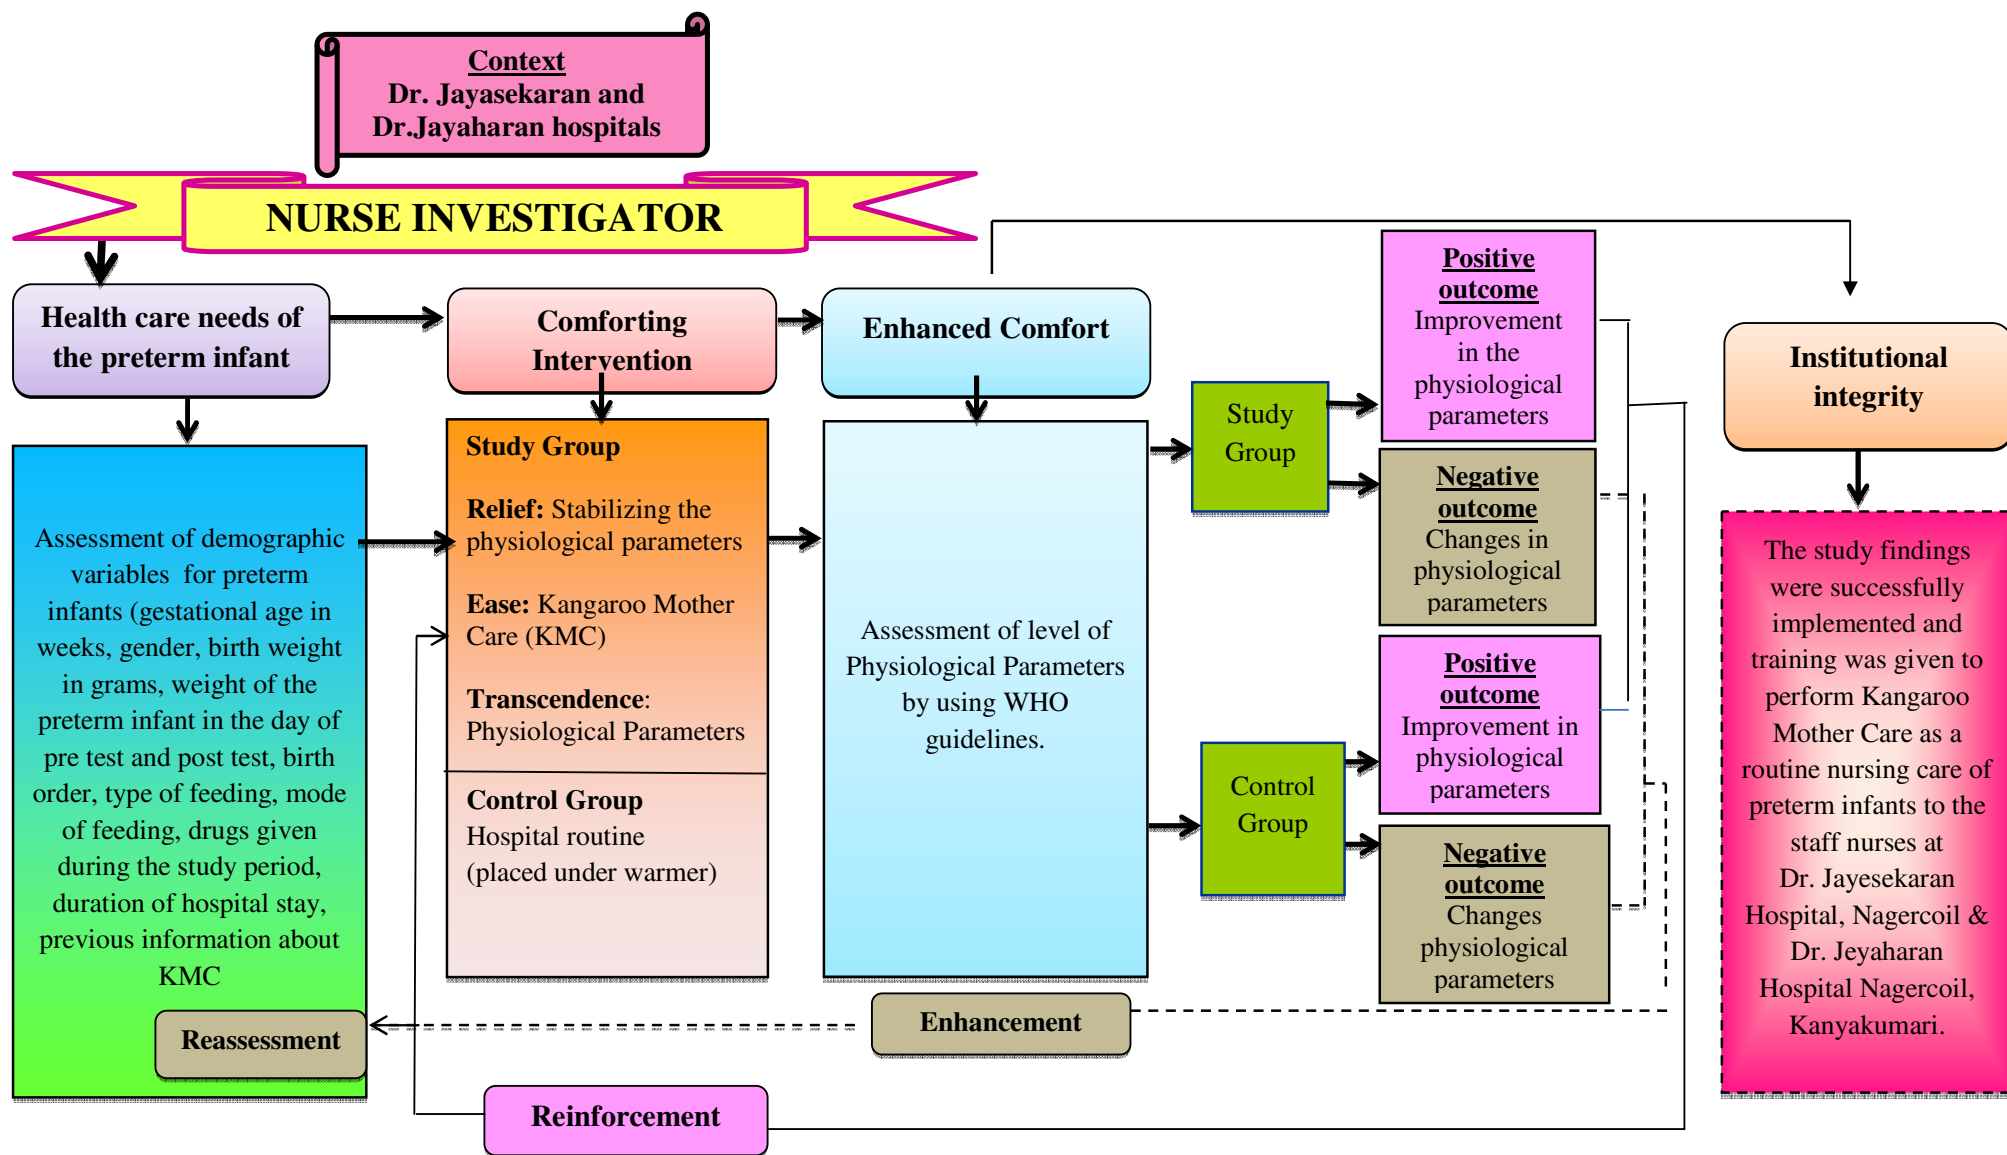 Context
Dr. Jayasekaran and
Dr.Jayaharan hospitals
NURSE INVESTIGATOR
Health care needs of
the preterm infant
Comforting
Intervention
Enhanced Comfort
Institutional
integrity
Assessment of demographic
variables for preterm
infants (gestational age in
weeks, gender, birth weight
in grams, weight of the
preterm infant in the day of
pre test and post test, birth
order, type of feeding, mode
of feeding, drugs given
during the study period,
duration of hospital stay,
previous information about
KMC
Reassessment
Study Group
Relief: Stabilizing the
physiological parameters
Ease: Kangaroo Mother
Care (KMC)
Transcendence:
Physiological Parameters
Control Group
Hospital routine
(placed under warmer)
Assessment of level of
Physiological Parameters
by using WHO
guidelines.
Study
Group
Control
Group
Positive
outcome
Improvement
in the
physiological
parameters
Negative
outcome
Changes in
physiological
parameters
Positive
outcome
Improvement in
physiological
parameters
Negative
outcome
Changes
physiological
parameters
The study findings
were successfully
implemented and
training was given to
perform Kangaroo
Mother Care as a
routine nursing care of
preterm infants to the
staff nurses at
Dr. Jayesekaran
Hospital, Nagercoil &
Dr. Jeyaharan
Hospital Nagercoil,
Kanyakumari.
Enhancement
Reinforcement